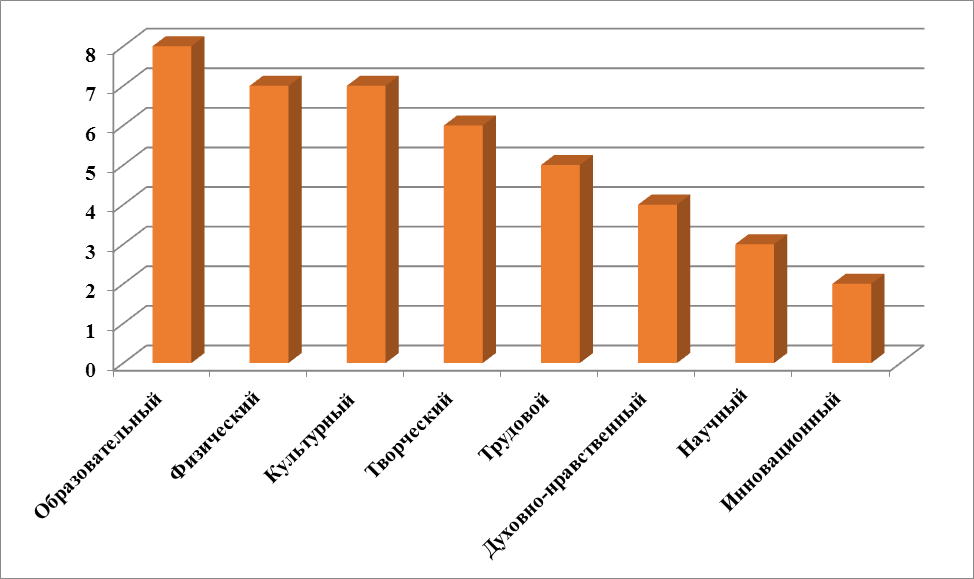 8
7
6
5
4
3
2
1
0
Образовательный
Физический
Культурный
Творческий
Трудовой
Духовно-нравственный
Научный
Инновационный